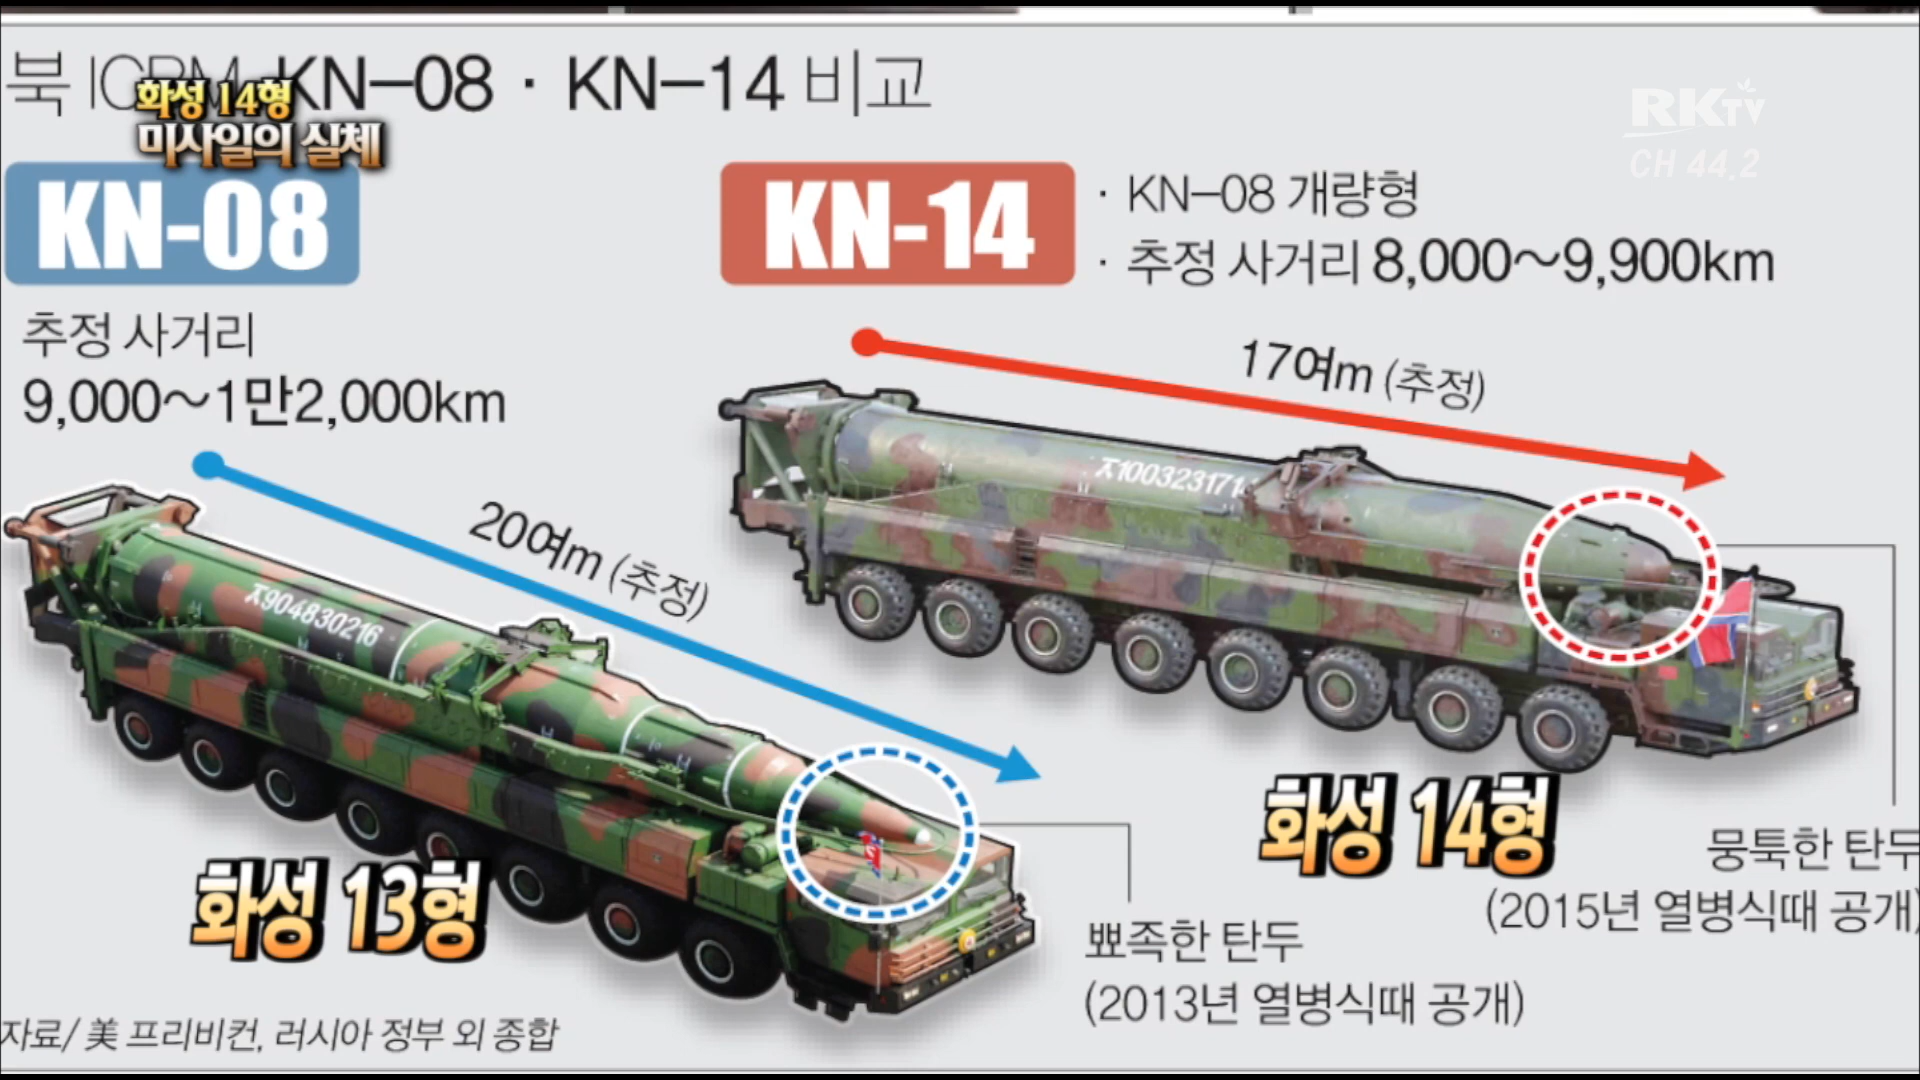 북 ICBM KN-08 · KN-14 비교
화성 14형
미사일의 실체
RKTV
CH 44.2
KN-08
추정 사거리
9,000~1만2,000km
20여m (추정)
ㅈ904830216
화성 13형
뾰족한 탄두
(2013년 열병식때 공개)
KN-14
· KN-08 개량형
· 추정 사거리 8,000~9,900km
17여m (추정)
ㅈ10032317
화성 14형
뭉툭한 탄두
(2015년 열병식때 공개)
자료/ 美 프리비컨, 러시아 정부 외 종합